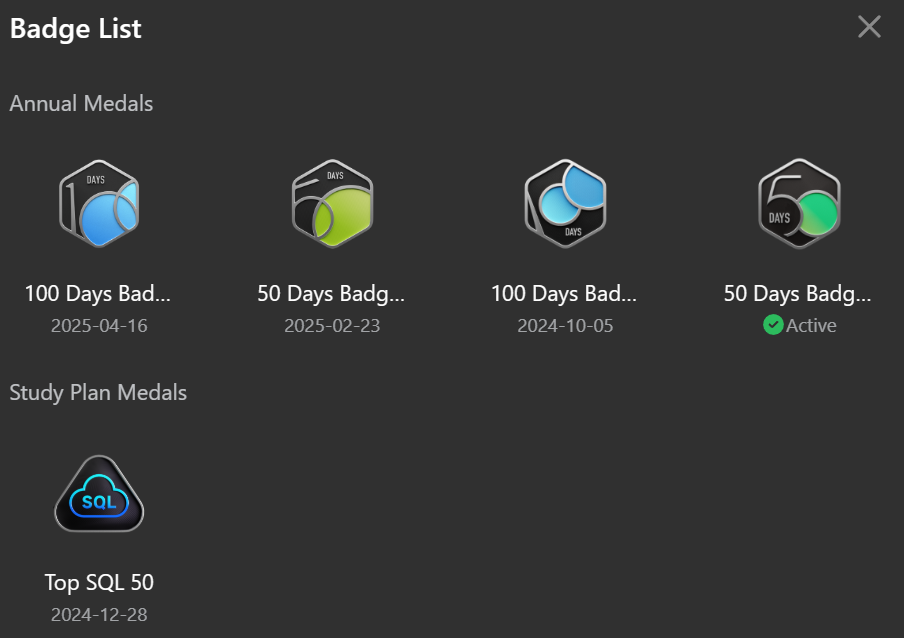 Badge List
Annual Medals
DAYS
DAYS
DAYS
5
DAYS
100 Days Bad...
50 Days Badg...
100 Days Bad...
50 Days Badg...
2025-04-16
2025-02-23
2024-10-05
Active
Study Plan Medals
SQL
Top SQL 50
2024-12-28